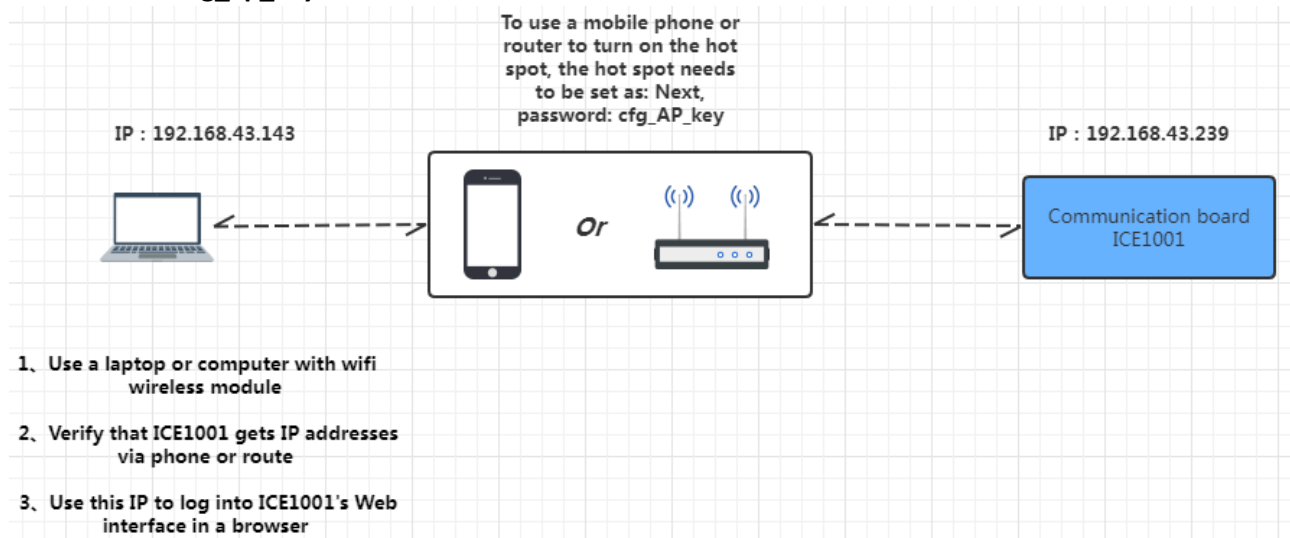 To use a mobile phone or
router to turn on the hot
spot, the hot spot needs
to be set as: Next,
password: cfg_AP_key
IP : 192.168.43.143
IP : 192.168.43.239
Or
Communication board
ICE1001
1、Use a laptop or computer with wifi
wireless module
2、Verify that ICE1001 gets IP addresses
via phone or route
3、Use this IP to log into ICE1001's Web
interface in a browser